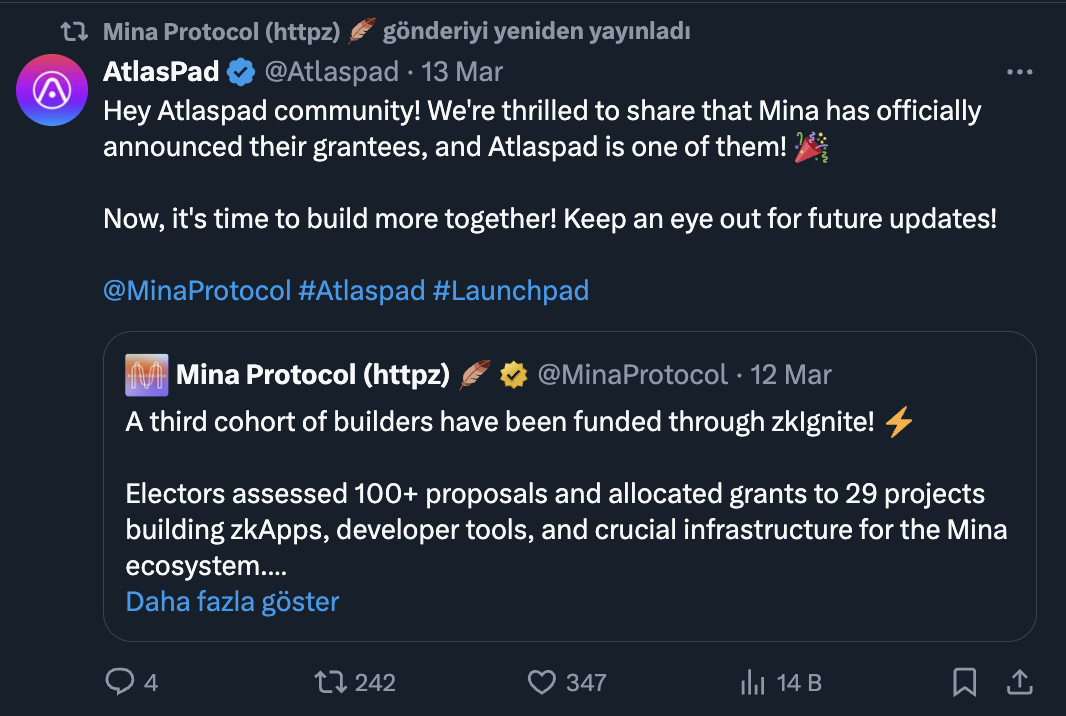 Mina Protocol (httpz) 🪶 gönderiyi yeniden yayınladı
AtlasPad @Atlaspad · 13 Mar
Hey Atlaspad community! We're thrilled to share that Mina has officially
announced their grantees, and Atlaspad is one of them! 🎉
Now, it's time to build more together! Keep an eye out for future updates!
@MinaProtocol #Atlaspad #Launchpad
Mina Protocol (httpz) 🪶 @MinaProtocol · 12 Mar
A third cohort of builders have been funded through zkIgnite! ⚡
Electors assessed 100+ proposals and allocated grants to 29 projects
building zkApps, developer tools, and crucial infrastructure for the Mina
ecosystem....
Daha fazla göster
4 242 347 14 B